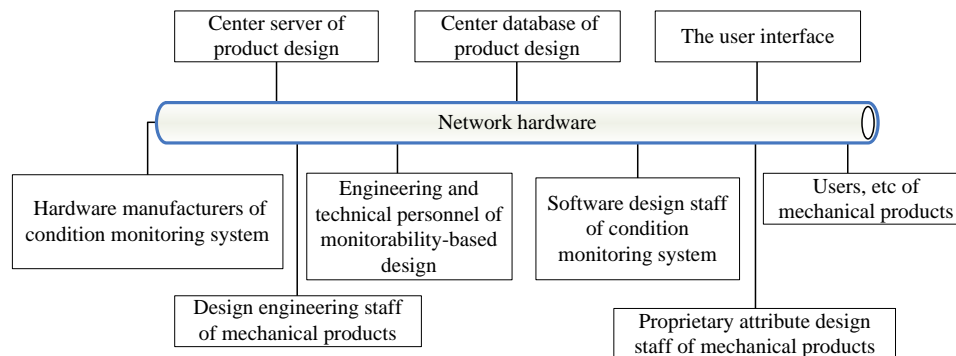 Center server of
product design
Center database of
product design
The user interface
Network hardware
Hardware manufacturers of
condition monitoring system
Engineering and
technical personnel of
monitorability-based
design
Software design staff
of condition
monitoring system
Users, etc of
mechanical products
Design engineering staff
of mechanical products
Proprietary attribute design
staff of mechanical products